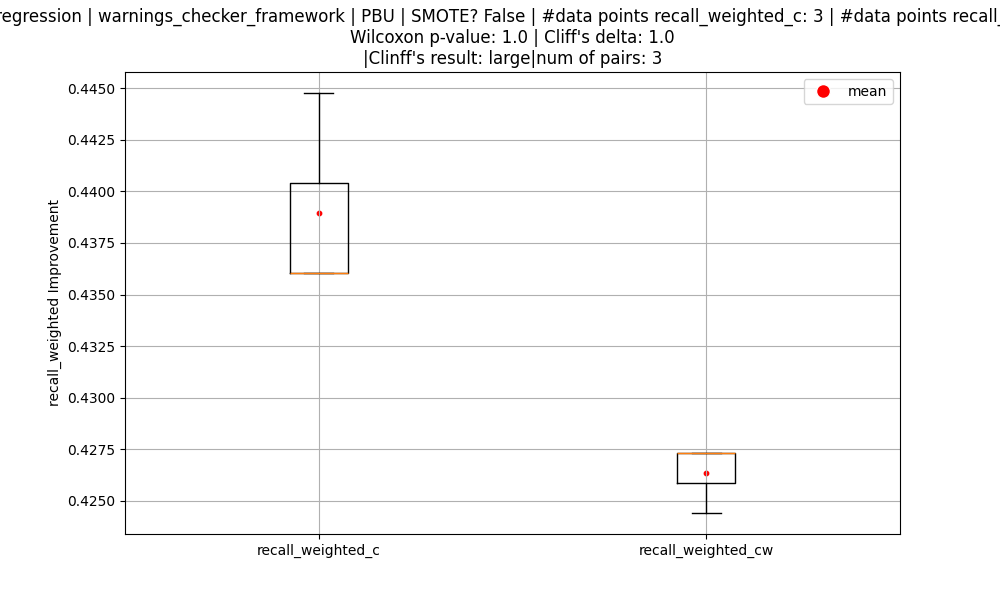 regression | warnings_checker_framework | PBU | SMOTE? False | #data points recall_weighted_c: 3 | #data points recall_
Wilcoxon p-value: 1.0 | Cliff's delta: 1.0
|Clinff's result: large|num of pairs: 3
mean
0.4450
0.4425
0.4400
0.4375
0.4350
0.4325
0.4300
0.4275
0.4250
recall_weighted Improvement
recall_weighted_c
recall_weighted_cw